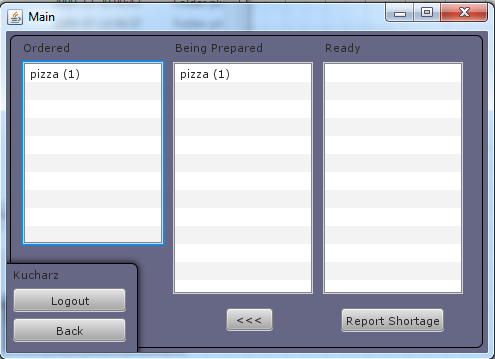 Main
Ordered
Being Prepared
Ready
pizza (1)
pizza (1)
Kucharz
Logout
Back
<<<
Report Shortage